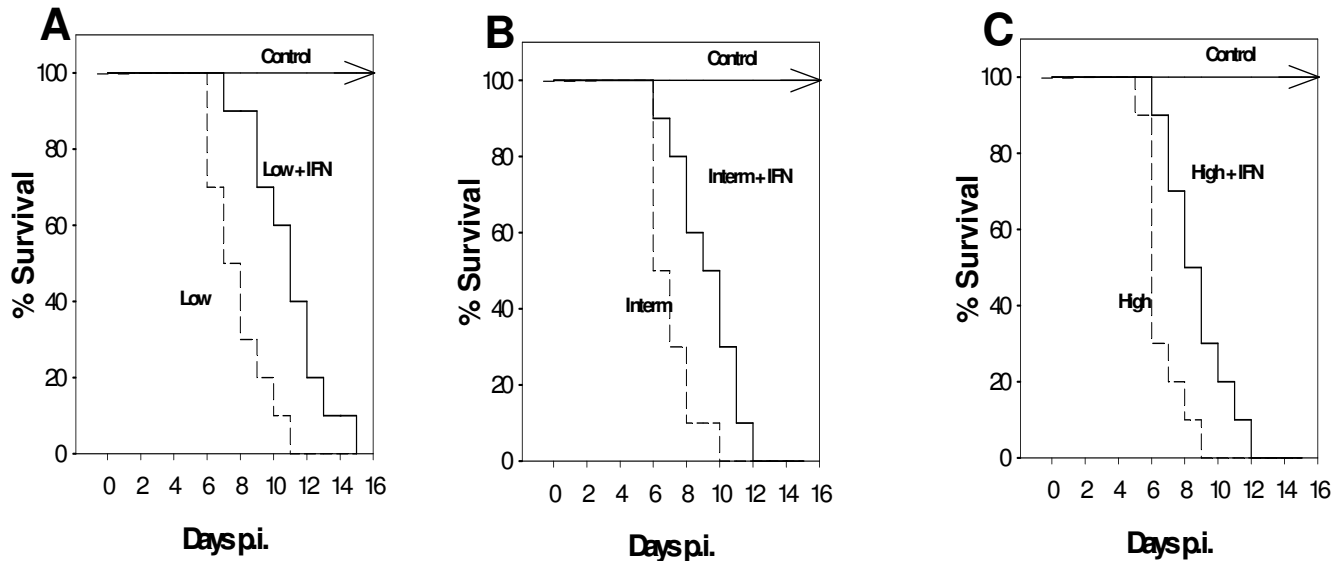 A
% Survival
100
80
60
40
20
0
Control
Low + IFN
Low
0 2 4 6 8 10 12 14 16
Days p.i.
B
% Survival
100
80
60
40
20
0
Control
Interm + IFN
Interm
0 2 4 6 8 10 12 14 16
Days p.i.
C
% Survival
100
80
60
40
20
0
Control
High + IFN
High
0 2 4 6 8 10 12 14 16
Days p.i.